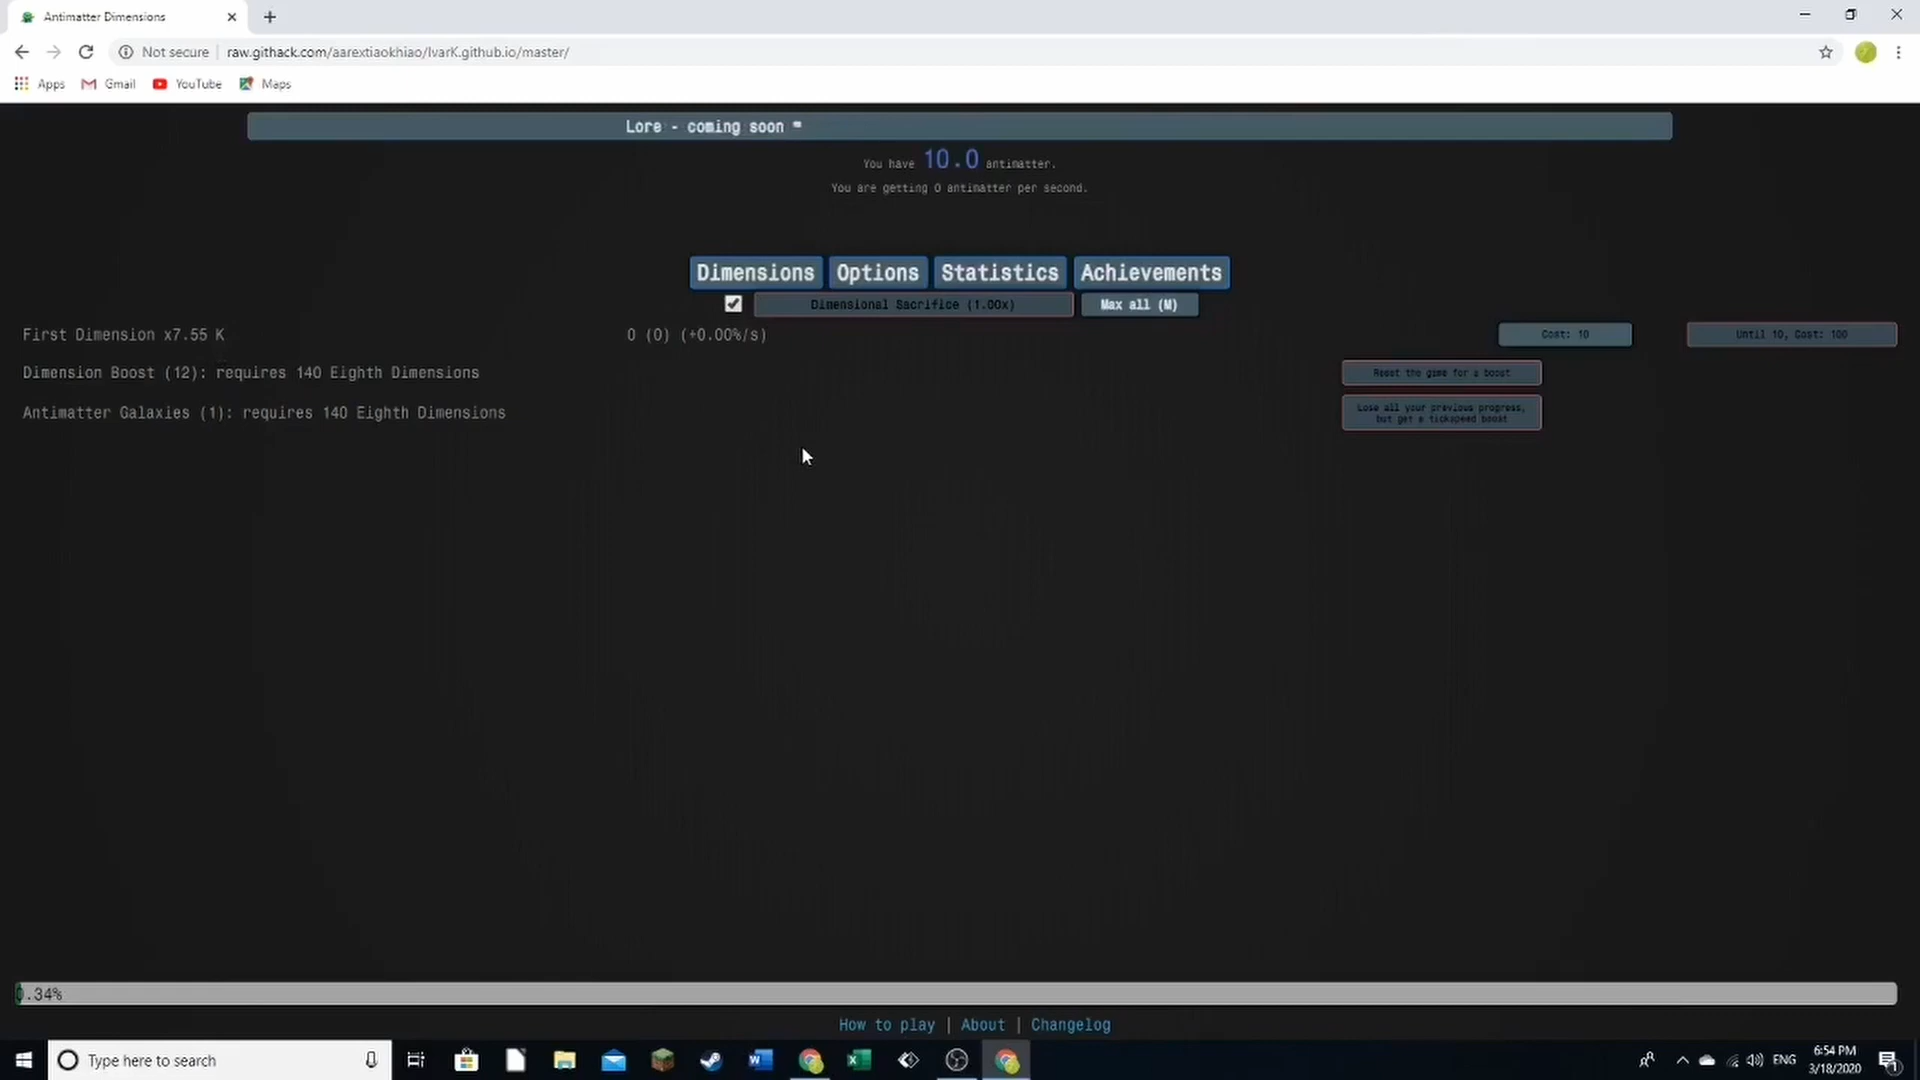 Antimatter Dimensions
Not secure
raw.githack.com/aarextiaokhiao/IvarK.github.io/master/
Apps
Gmail
YouTube
Maps
Lore - coming soon ™
You have 10.0 antimatter.
You are getting 0 antimatter per second.
Dimensions
Options
Statistics
Achievements
Dimensional Sacrifice (1.00x)
Max all (M)
First Dimension x7.55 K
0 (0) (+0.00%/s)
Cost: 10
Until 10, Cost: 100
Dimension Boost (12): requires 140 Eighth Dimensions
Reset the game for a boost
Antimatter Galaxies (1): requires 140 Eighth Dimensions
Lose all your previous progress,
but get a tickspeed boost
0.34%
How to play | About | Changelog
Type here to search
ENG
6:54 PM
3/18/2020